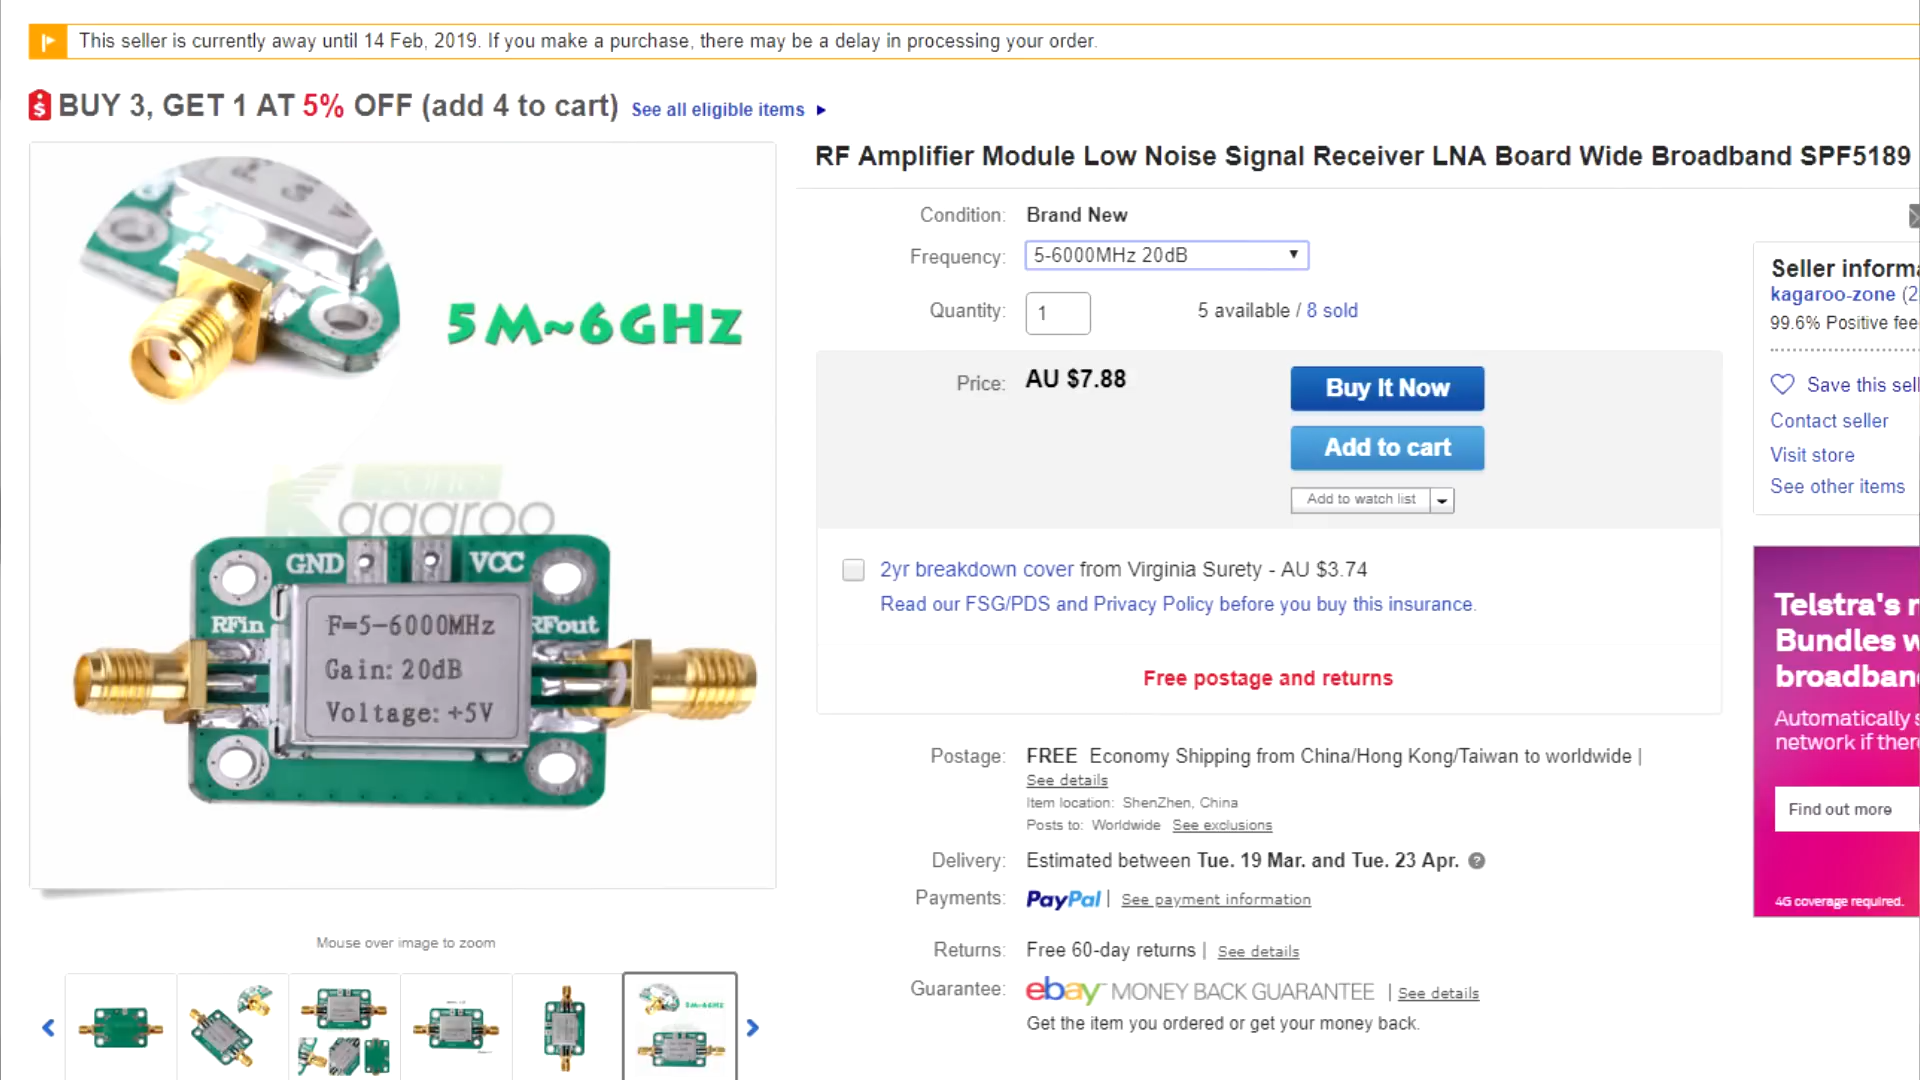 This seller is currently away until 14 Feb, 2019. If you make a purchase, there may be a delay in processing your order.
BUY 3, GET 1 AT 5% OFF (add 4 to cart) See all eligible items
RF Amplifier Module Low Noise Signal Receiver LNA Board Wide Broadband SPF5189
Condition: Brand New
Frequency: 5-6000MHz 20dB
Quantity: 1
5 available / 8 sold
Price: AU $7.88
Buy It Now
Add to cart
Add to watch list
2yr breakdown cover from Virginia Surety - AU $3.74
Read our FSG/PDS and Privacy Policy before you buy this insurance.
Free postage and returns
Postage: FREE Economy Shipping from China/Hong Kong/Taiwan to worldwide |
See details
Item location: ShenZhen, China
Posts to: Worldwide See exclusions
Delivery: Estimated between Tue. 19 Mar. and Tue. 23 Apr.
Payments: PayPal | See payment information
Returns: Free 60-day returns | See details
Guarantee: ebay MONEY BACK GUARANTEE | See details
Get the item you ordered or get your money back.
5M~6GHz
Kaggroo
GND VCC
RFin RFout
F=5-6000MHz
Gain: 20dB
Voltage: +5V
Mouse over image to zoom
5M~6GHz
Seller informa
kagaroo-zone (2
99.6% Positive fee
Save this sell
Contact seller
Visit store
See other items
Telstra's r
Bundles w
broadban
Automatically s
network if ther
Find out more
4G coverage required.